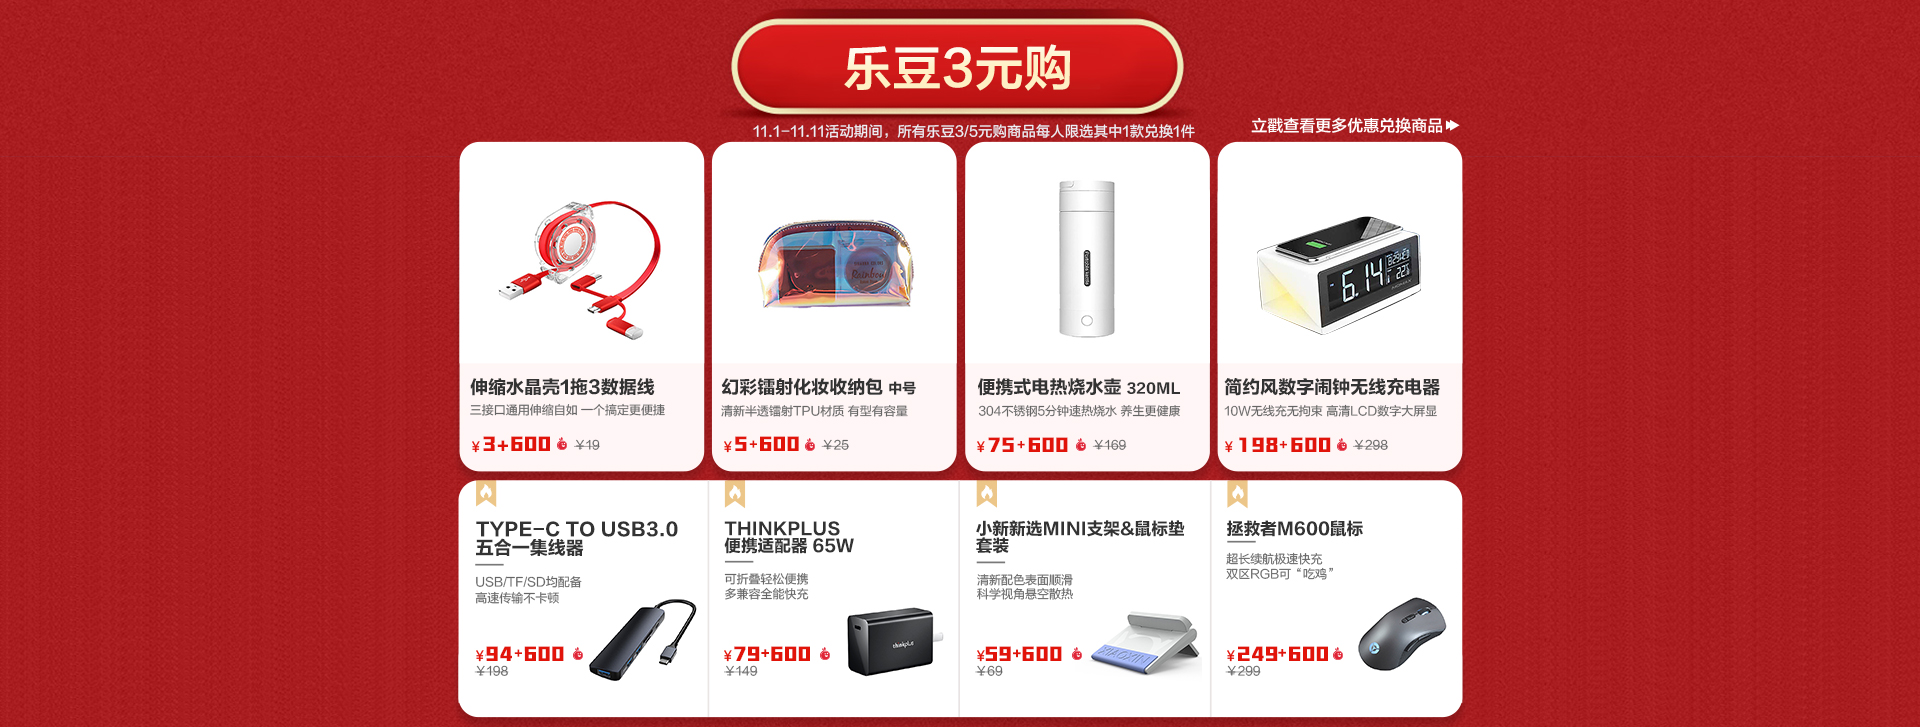 乐豆3元购
11.1-11.11活动期间，所有乐豆3/5元购商品每人限选其中1款兑换1件
立戳查看更多优惠兑换商品
伸缩水晶壳1拖3数据线
三接口通用伸缩自如 一个搞定更便捷
¥3+600 ¥19
Rainbow
幻彩镭射化妆收纳包 中号
清新半透镭射TPU材质 有型有容量
¥5+600 ¥25
便携式电热烧水壶 320ML
304不锈钢5分钟速热烧水 养生更健康
¥75+600 ¥169
6.14
22
简约风数字闹钟无线充电器
10W无线充无拘束 高清LCD数字大屏显
¥198+600 ¥298
TYPE-C TO USB3.0
五合一集线器
USB/TF/SD均配备
高速传输不卡顿
¥94+600
¥198
THINKPLUS
便携适配器 65W
可折叠轻松便携
多兼容全能快充
thinkplus
¥79+600
¥149
小新新选MINI支架&鼠标垫
套装
清新配色表面顺滑
科学视角悬空散热
XIAOXIN
¥59+600
¥69
拯救者M600鼠标
超长续航极速快充
双区RGB可“吃鸡”
¥249+600
¥299